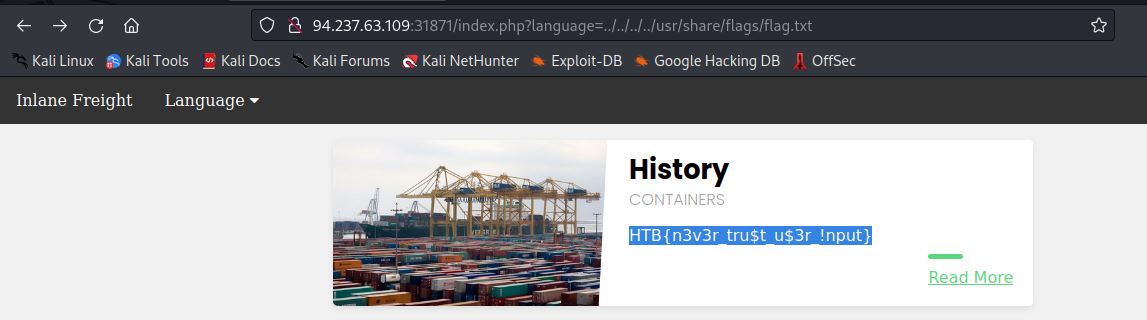 94.237.63.109:31871/index.php?language=../../../../usr/share/flags/flag.txt
Kali Linux Kali Tools Kali Docs Kali Forums Kali NetHunter Exploit-DB Google Hacking DB OffSec
Inlane Freight Language
History
CONTAINERS
HTB{n3v3r_tru$t_u$3r_!nput}
Read More